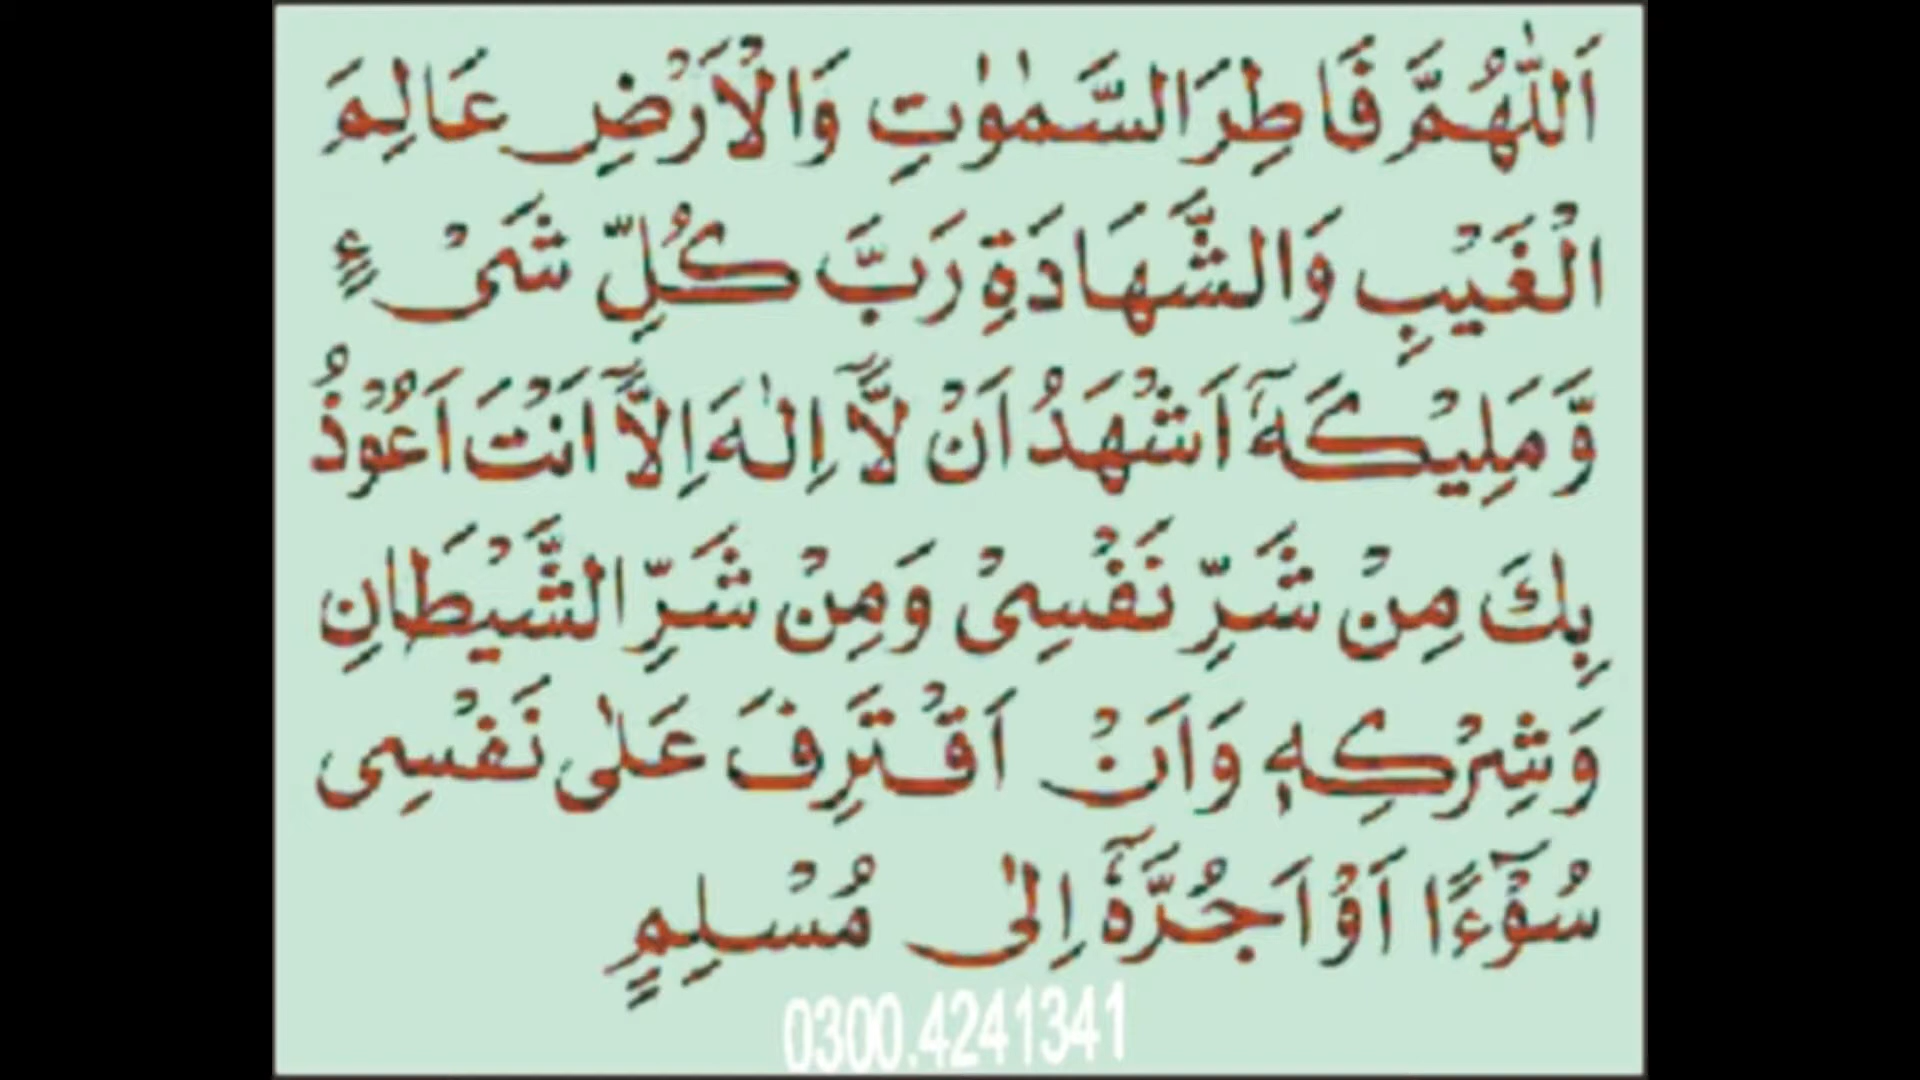 اَللّٰهُمَّ فَاطِرَ السَّمٰوٰتِ وَالْاَرْضِ عَالِمَ
الْغَيْبِ وَالشَّهَادَةِ رَبَّ كُلِّ شَیْءٍ
وَّمَلِيْكَهٗٓ اَشْهَدُ اَنْ لَّآ اِلٰهَ اِلَّآ اَنْتَ اَعُوْذُ
بِكَ مِنْ شَرِّ نَفْسِیْ وَمِنْ شَرِّ الشَّيْطَانِ
وَشِرْكِهٖ وَاَنْ اَقْتَرِفَ عَلٰى نَفْسِی
سُوْٓءًا اَوْ اَجُرَّهٗٓ اِلٰى مُسْلِمٍ
0300.4241341